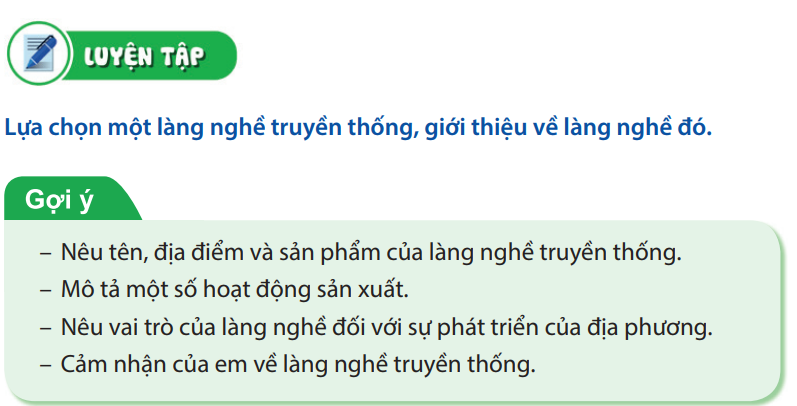 LUYỆN TẬP
Lựa chọn một làng nghề truyền thống, giới thiệu về làng nghề đó.
Gợi ý
– Nêu tên, địa điểm và sản phẩm của làng nghề truyền thống.
– Mô tả một số hoạt động sản xuất.
– Nêu vai trò của làng nghề đối với sự phát triển của địa phương.
– Cảm nhận của em về làng nghề truyền thống.